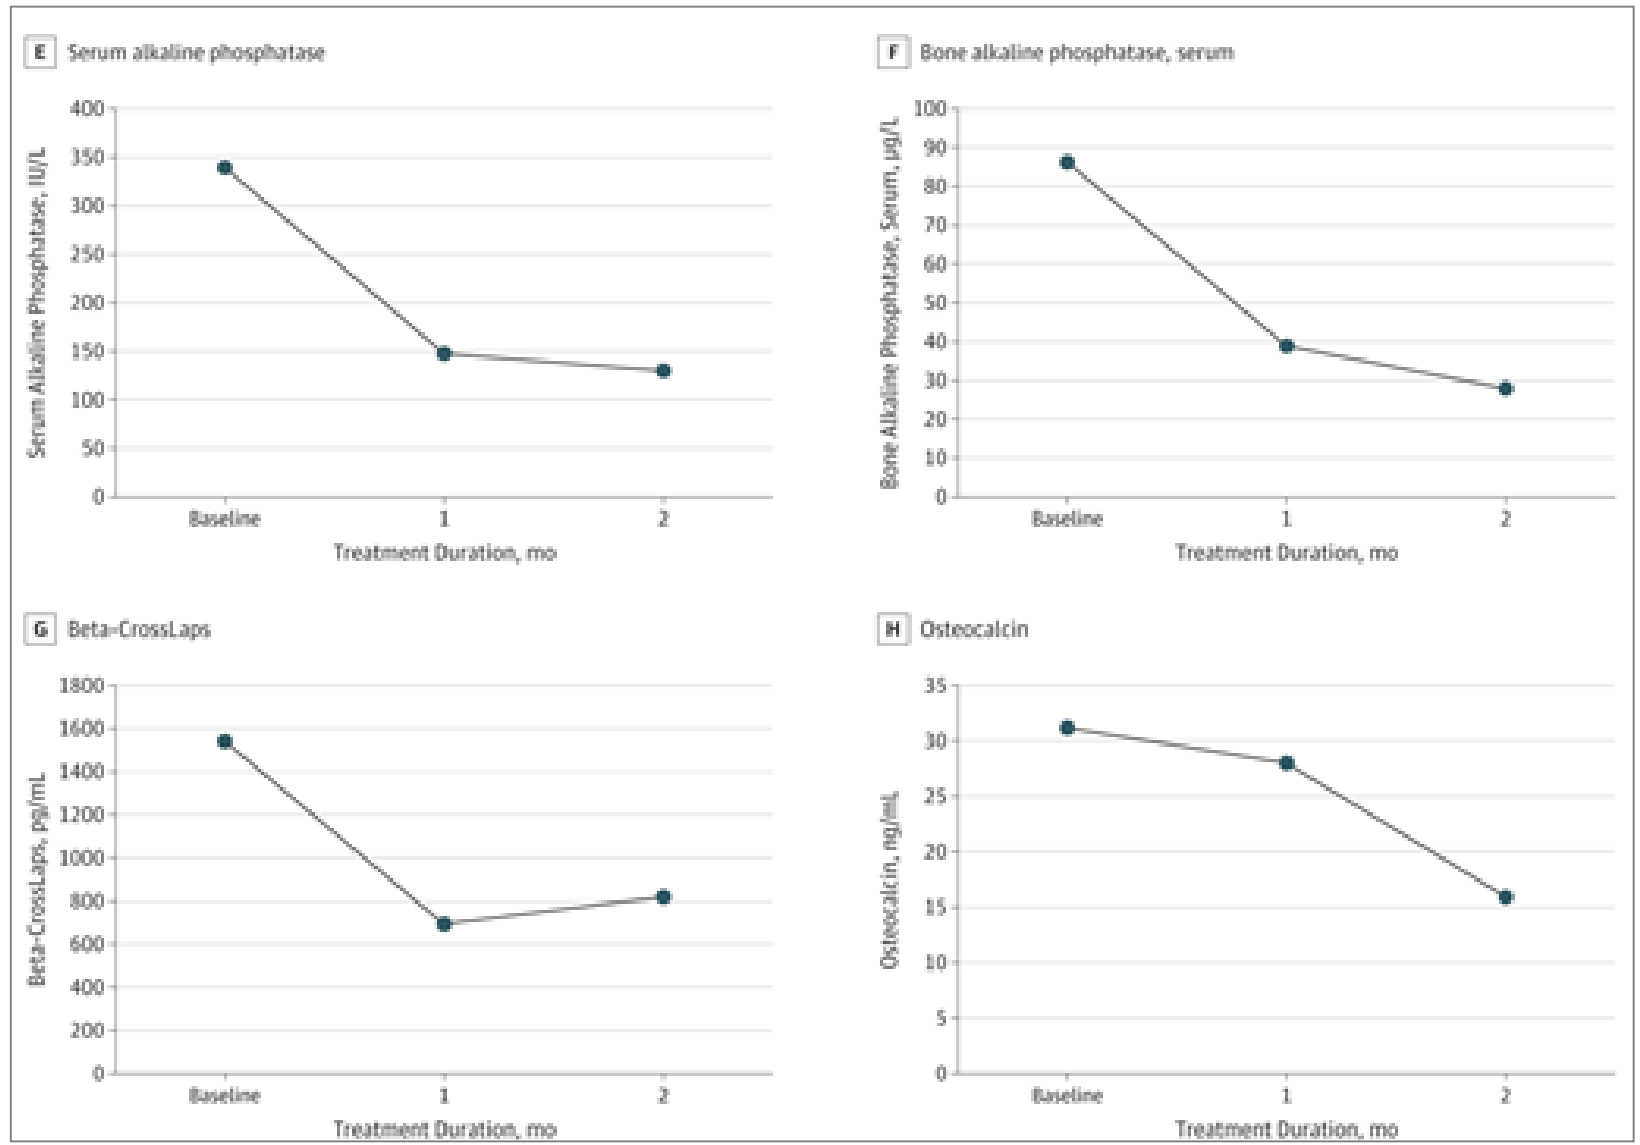 E Serum alkaline phosphatase
Serum Alkaline Phosphatase, IU/L
400
350
300
250
200
150
100
50
0
Baseline 1 2
Treatment Duration, mo
F Bone alkaline phosphatase, serum
Bone Alkaline Phosphatase, Serum, µg/L
100
90
80
70
60
50
40
30
20
10
0
Baseline 1 2
Treatment Duration, mo
G Beta-CrossLaps
Beta-CrossLaps, pg/mL
1800
1600
1400
1200
1000
800
600
400
200
0
Baseline 1 2
Treatment Duration, mo
H Osteocalcin
Osteocalcin, ng/mL
35
30
25
20
15
10
5
0
Baseline 1 2
Treatment Duration, mo